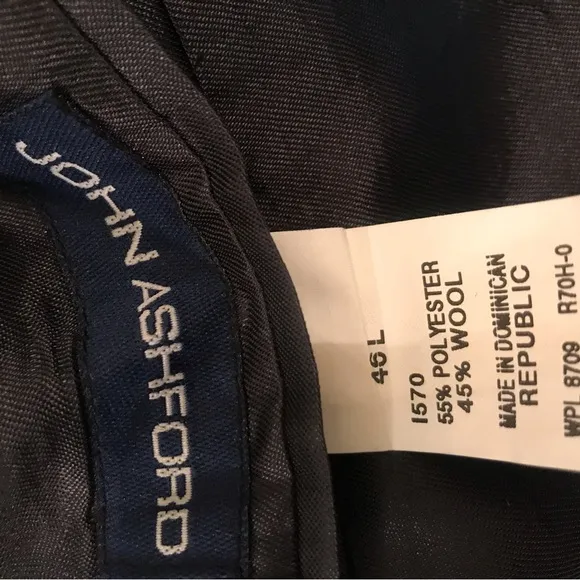 JOHN ASHFORD
46 L
I570
55% POLYESTER
45% WOOL
MADE IN DOMINICAN
REPUBLIC
WPL 8709 R70H-0